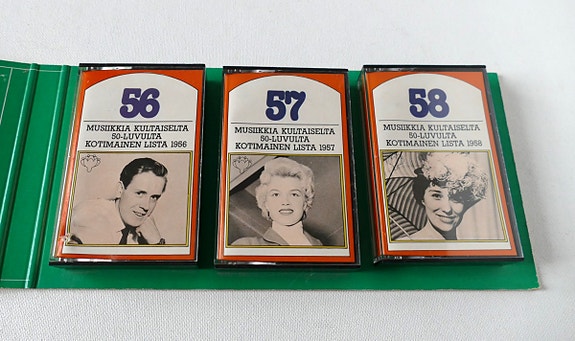 56
MUSIIKKIA KULTAISELTA
50-LUVULTA
KOTIMAINEN LISTA 1956
57
MUSIIKKIA KULTAISELTA
50-LUVULTA
KOTIMAINEN LISTA 1957
58
MUSIIKKIA KULTAISELTA
50-LUVULTA
KOTIMAINEN LISTA 1958